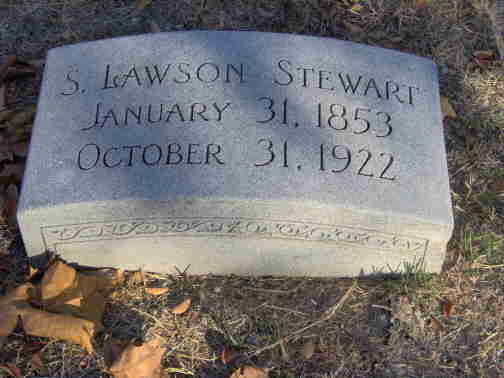 S. LAWSON STEWART
JANUARY 31, 1853
OCTOBER 31, 1922